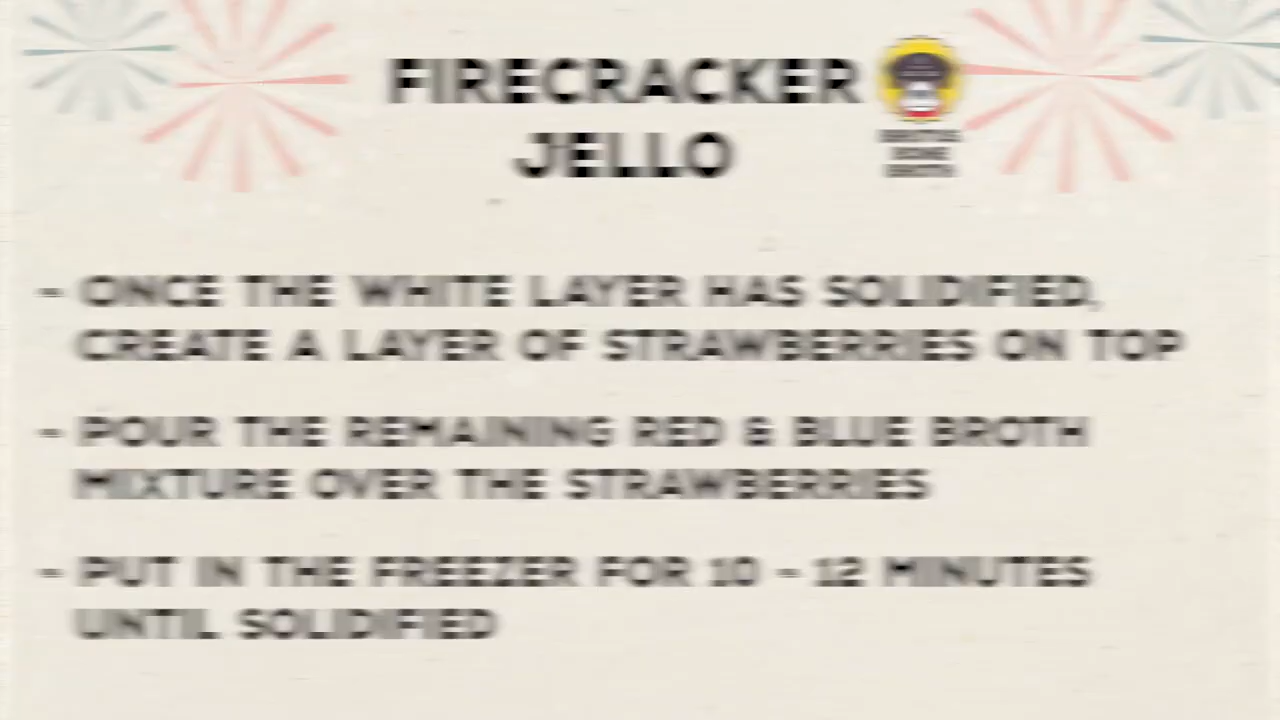 FIRECRACKER
JELLO
- ONCE THE WHITE LAYER HAS SOLIDIFIED,
CREATE A LAYER OF STRAWBERRIES ON TOP
- POUR THE REMAINING RED & BLUE BROTH
MIXTURE OVER THE STRAWBERRIES
- PUT IN THE FREEZER FOR 10 - 12 MINUTES
UNTIL SOLIDIFIED